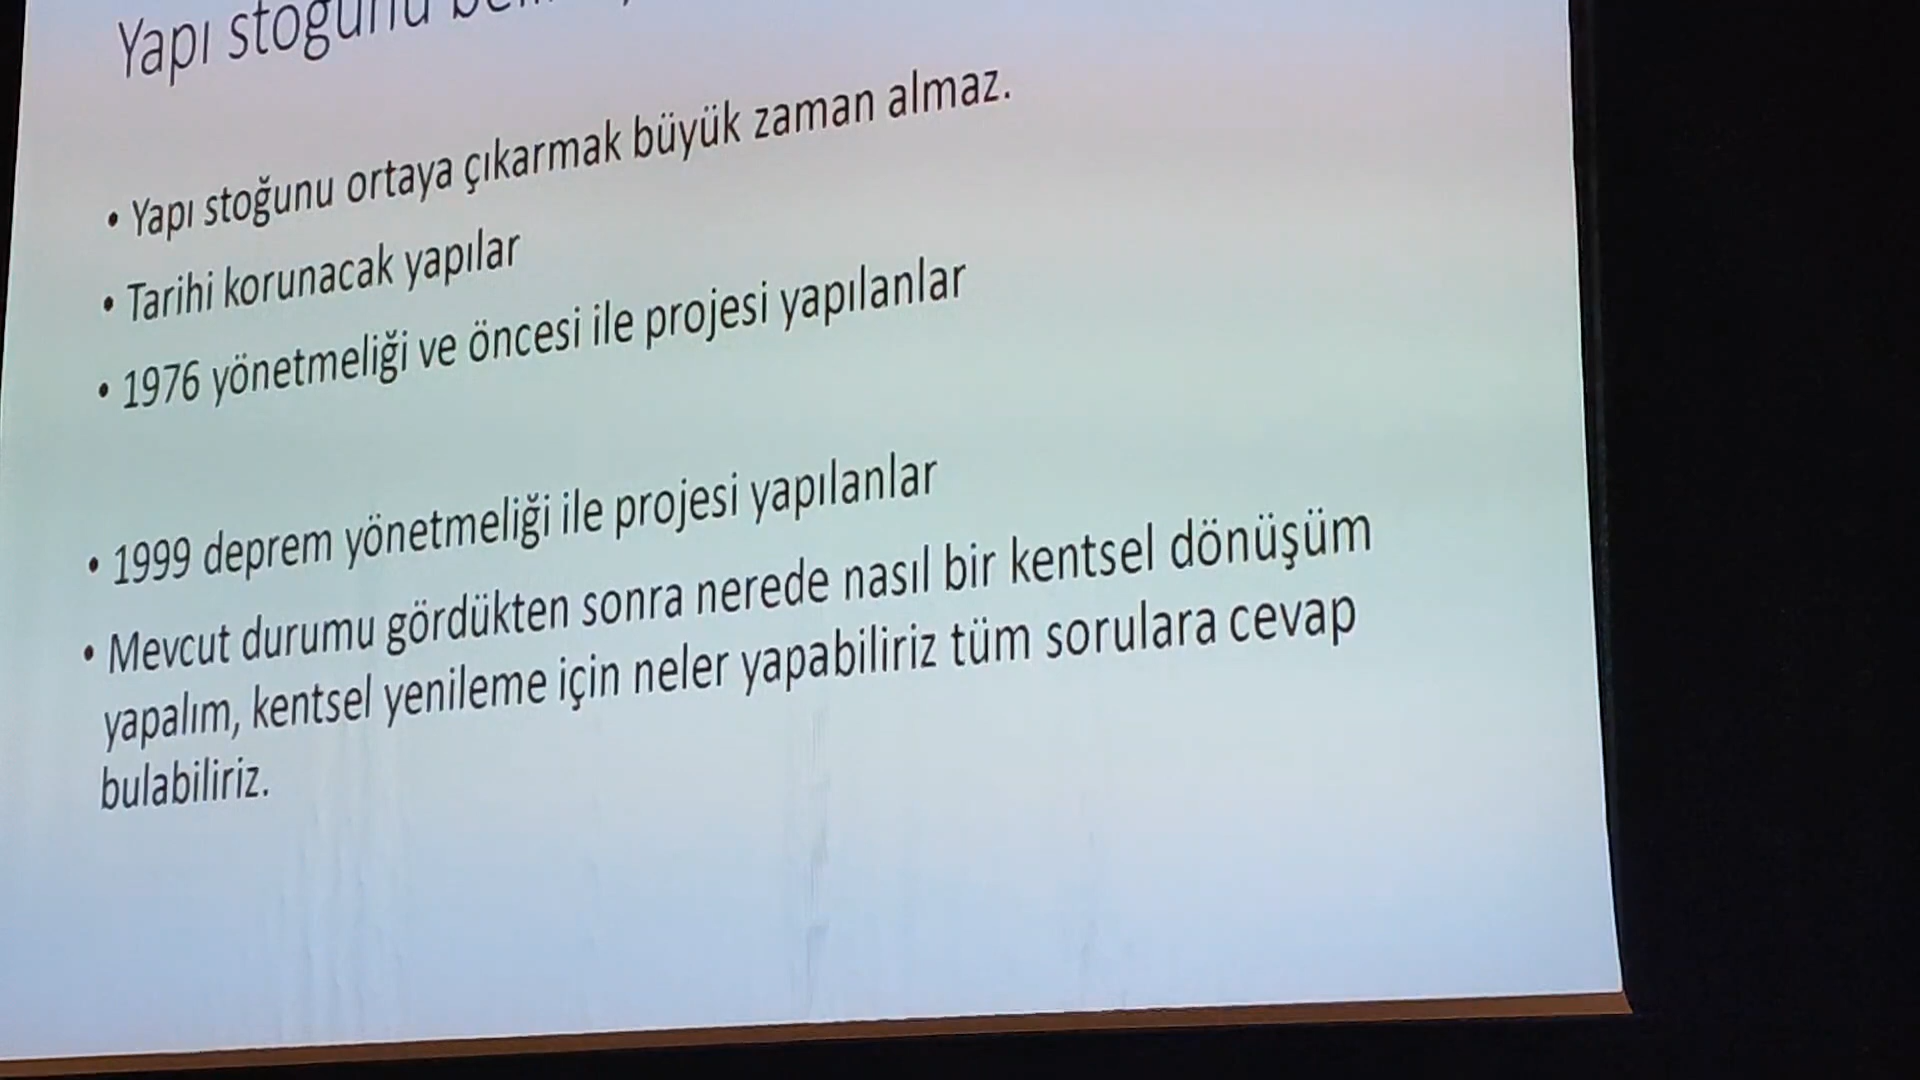 Yapı stoğunu
• Yapı stoğunu ortaya çıkarmak büyük zaman almaz.
• Tarihi korunacak yapılar
• 1976 yönetmeliği ve öncesi ile projesi yapılanlar
• 1999 deprem yönetmeliği ile projesi yapılanlar
• Mevcut durumu gördükten sonra nerede nasıl bir kentsel dönüşüm
yapalım, kentsel yenileme için neler yapabiliriz tüm sorulara cevap
bulabiliriz.